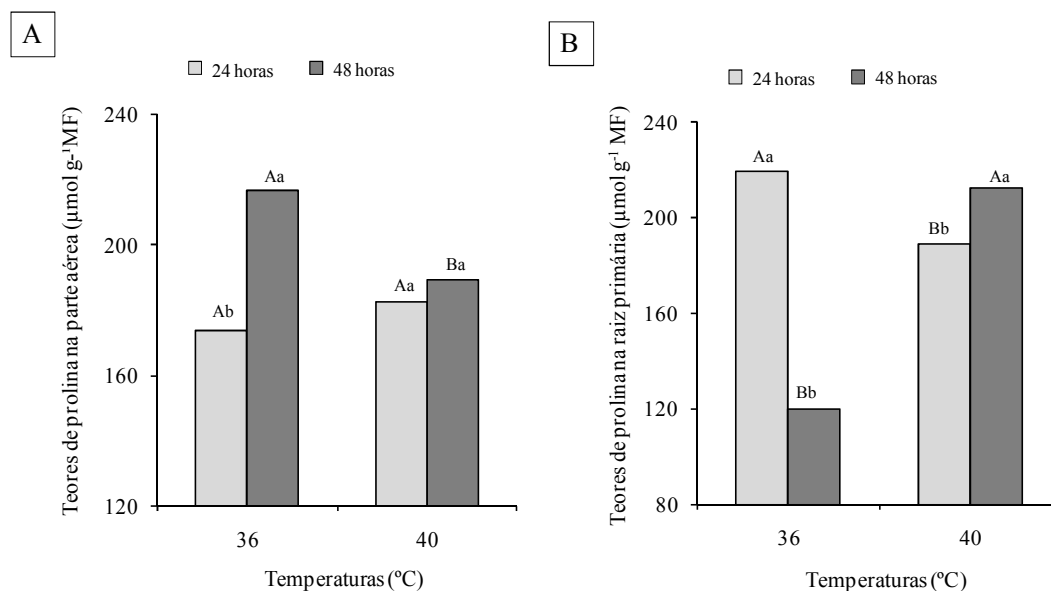 A
24 horas
48 horas
Teores de prolina na parte aérea (µmol g-¹MF)
240
200
160
120
Ab
Aa
Aa
Ba
36
40
Temperaturas (ºC)
B
24 horas
48 horas
Teores de prolina na raiz primária (µmol g-¹ MF)
240
200
160
120
80
Aa
Bb
Bb
Aa
36
40
Temperaturas (ºC)